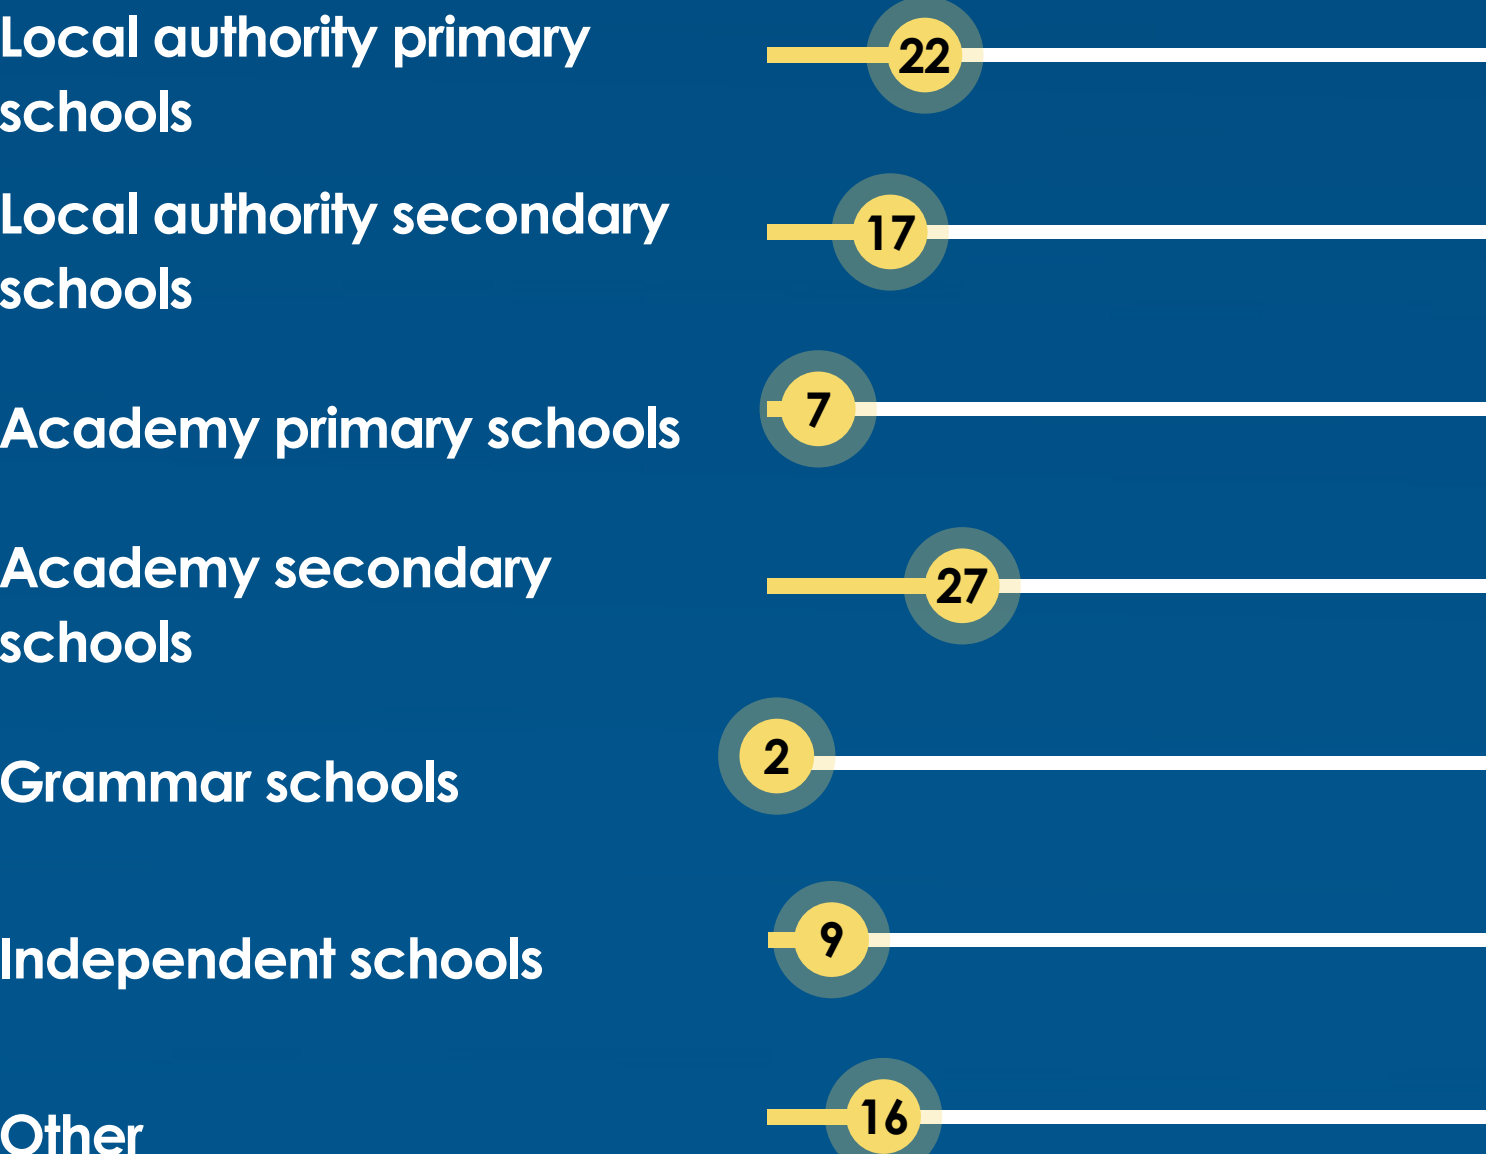 Local authority primary
schools
22
Local authority secondary
schools
17
Academy primary schools
7
Academy secondary
schools
27
Grammar schools
2
Independent schools
9
Other
16